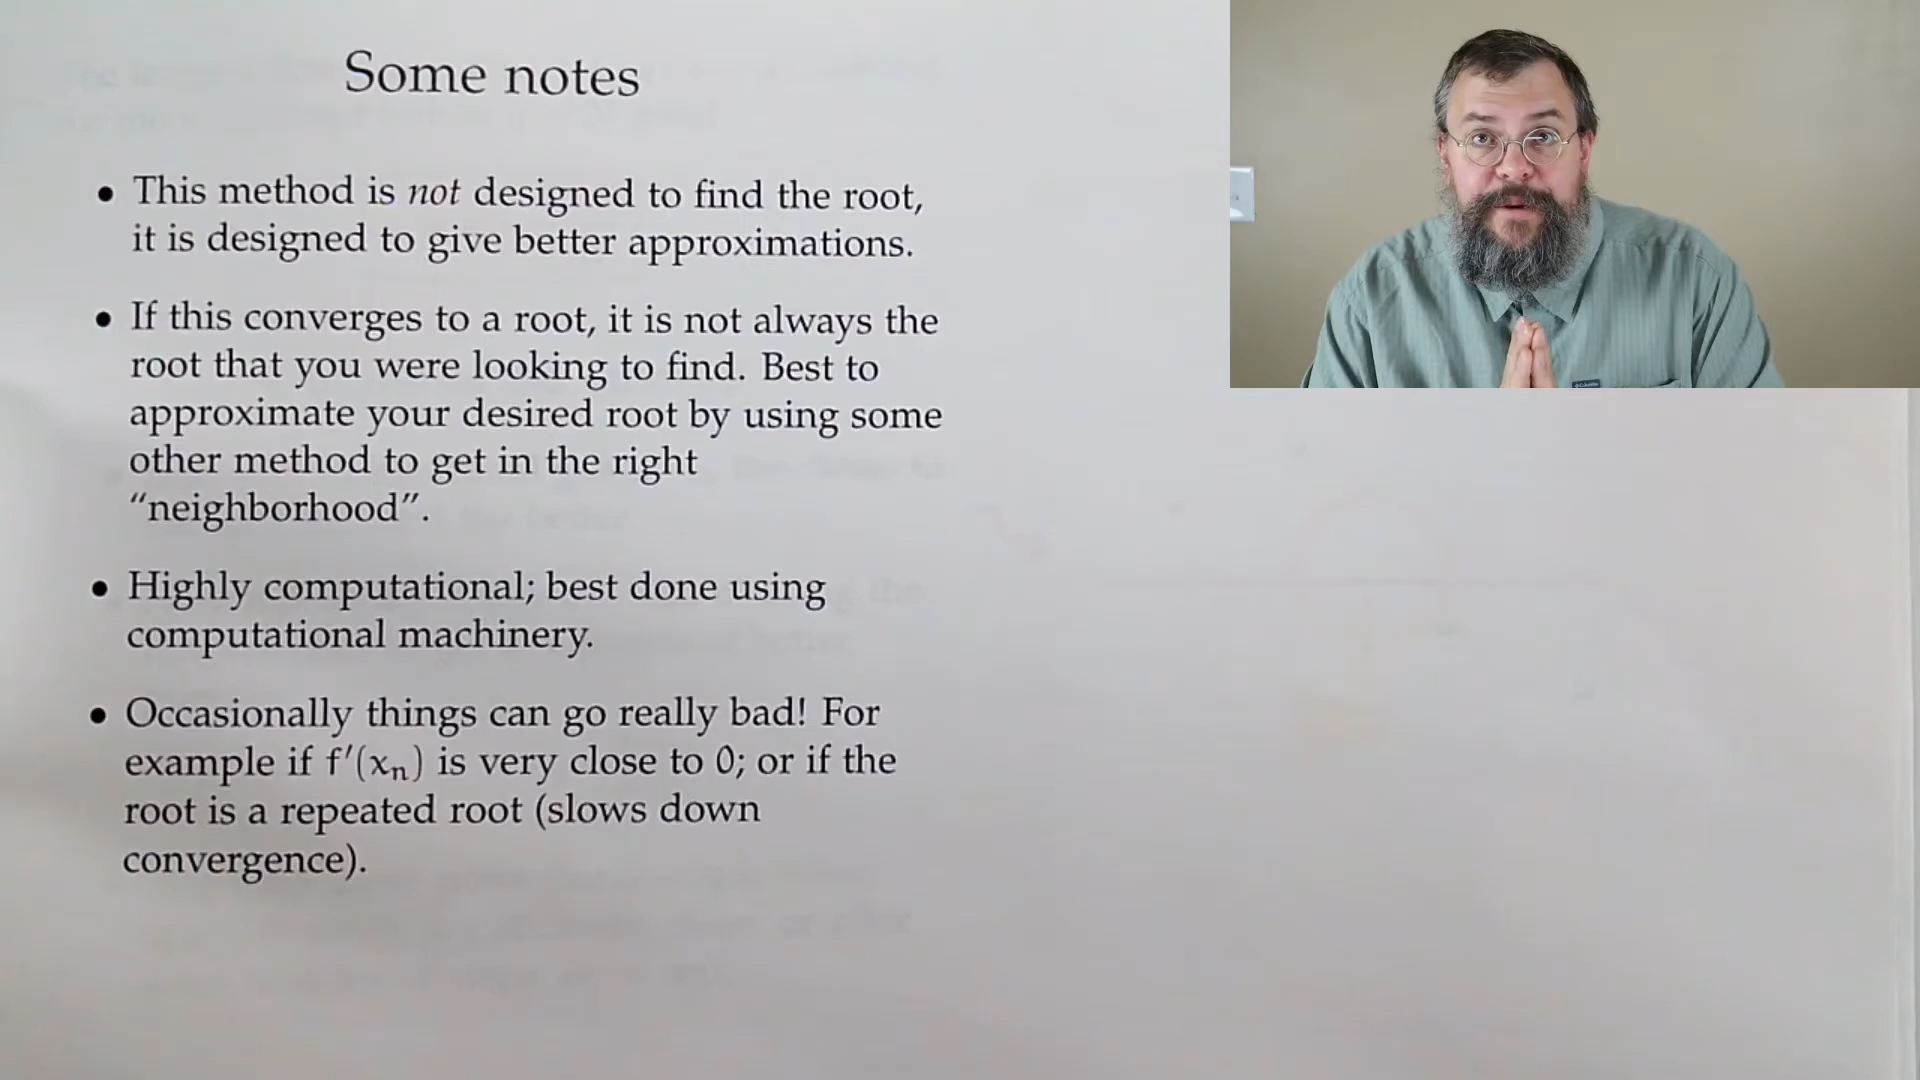 Some notes
• This method is not designed to find the root,
it is designed to give better approximations.
• If this converges to a root, it is not always the
root that you were looking to find. Best to
approximate your desired root by using some
other method to get in the right
“neighborhood”.
• Highly computational; best done using
computational machinery.
• Occasionally things can go really bad! For
example if f′(xₙ) is very close to 0; or if the
root is a repeated root (slows down
convergence).